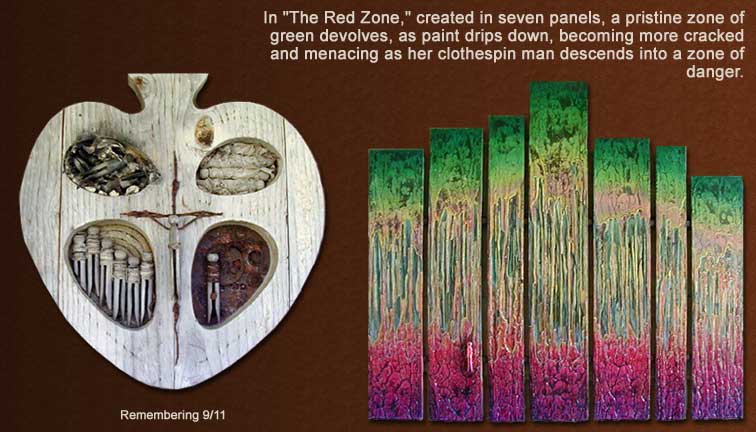 In "The Red Zone," created in seven panels, a pristine zone of
green devolves, as paint drips down, becoming more cracked
and menacing as her clothespin man descends into a zone of
danger.
Remembering 9/11